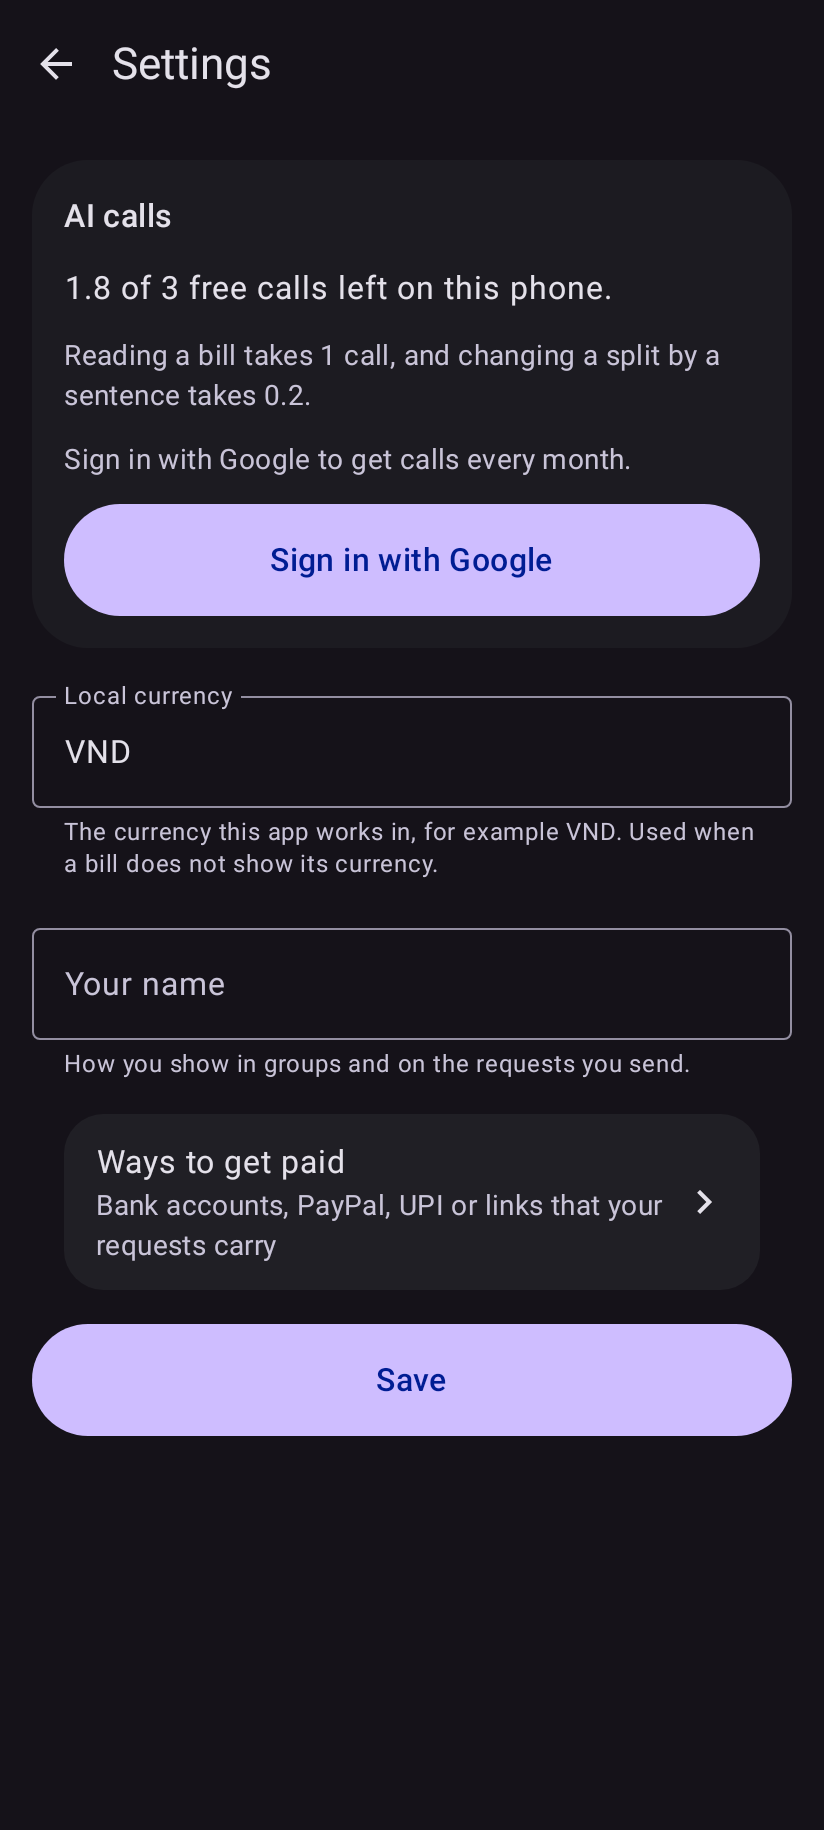 Settings
AI calls
1.8 of 3 free calls left on this phone.
Reading a bill takes 1 call, and changing a split by a
sentence takes 0.2.
Sign in with Google to get calls every month.
Sign in with Google
Local currency
VND
The currency this app works in, for example VND. Used when
a bill does not show its currency.
Your name
How you show in groups and on the requests you send.
Ways to get paid
Bank accounts, PayPal, UPI or links that your
requests carry
Save